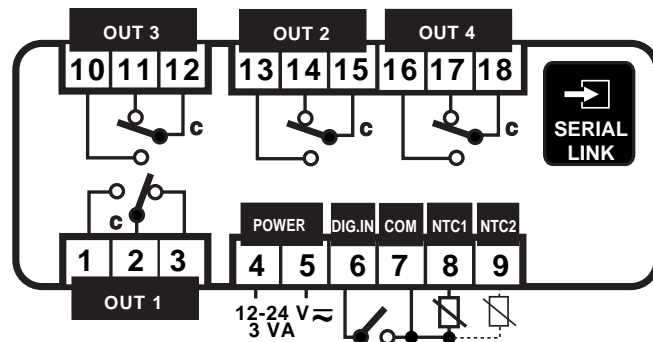 OUT 3 OUT 2 OUT 4
10 11 12 13 14 15 16 17 18
c c c
SERIAL
LINK
c
POWER DIG.IN COM NTC1 NTC2
1 2 3 4 5 6 7 8 9
OUT 1
12-24 V ⎓
3 VA